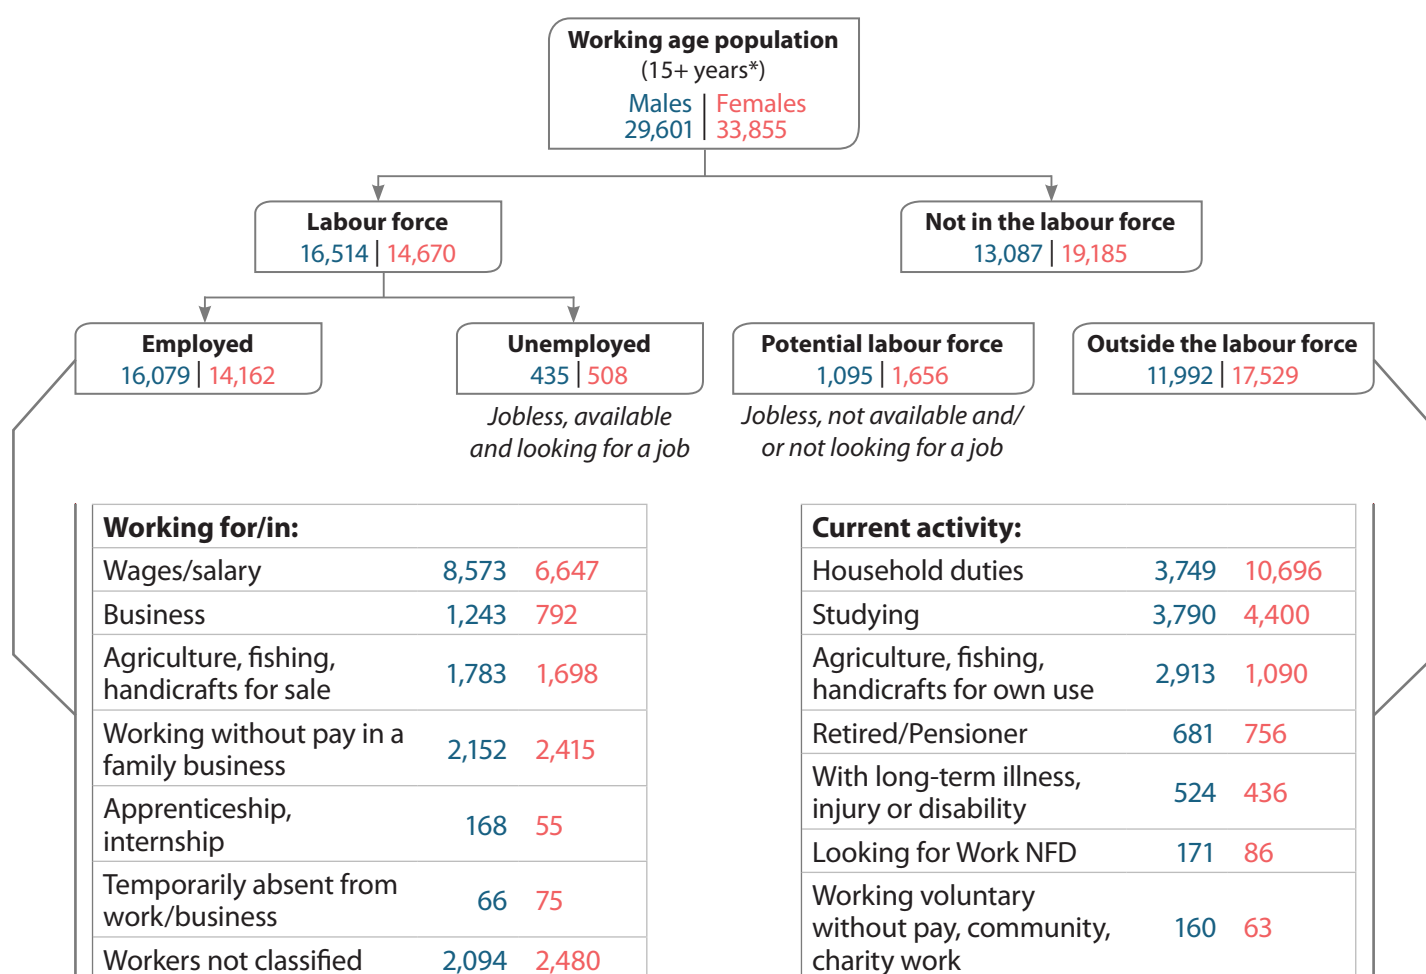 Working age population
(15+ years*)
Males | Females
29,601 | 33,855
Labour force
16,514 | 14,670
Not in the labour force
13,087 | 19,185
Employed
16,079 | 14,162
Unemployed
435 | 508
Jobless, available
and looking for a job
Potential labour force
1,095 | 1,656
Jobless, not available and/
or not looking for a job
Outside the labour force
11,992 | 17,529
Working for/in:
Wages/salary 8,573 6,647
Business 1,243 792
Agriculture, fishing,
handicrafts for sale 1,783 1,698
Working without pay in a
family business 2,152 2,415
Apprenticeship,
internship 168 55
Temporarily absent from
work/business 66 75
Workers not classified 2,094 2,480
Current activity:
Household duties 3,749 10,696
Studying 3,790 4,400
Agriculture, fishing,
handicrafts for own use 2,913 1,090
Retired/Pensioner 681 756
With long-term illness,
injury or disability 524 436
Looking for Work NFD 171 86
Working voluntary
without pay, community, 160 63
charity work